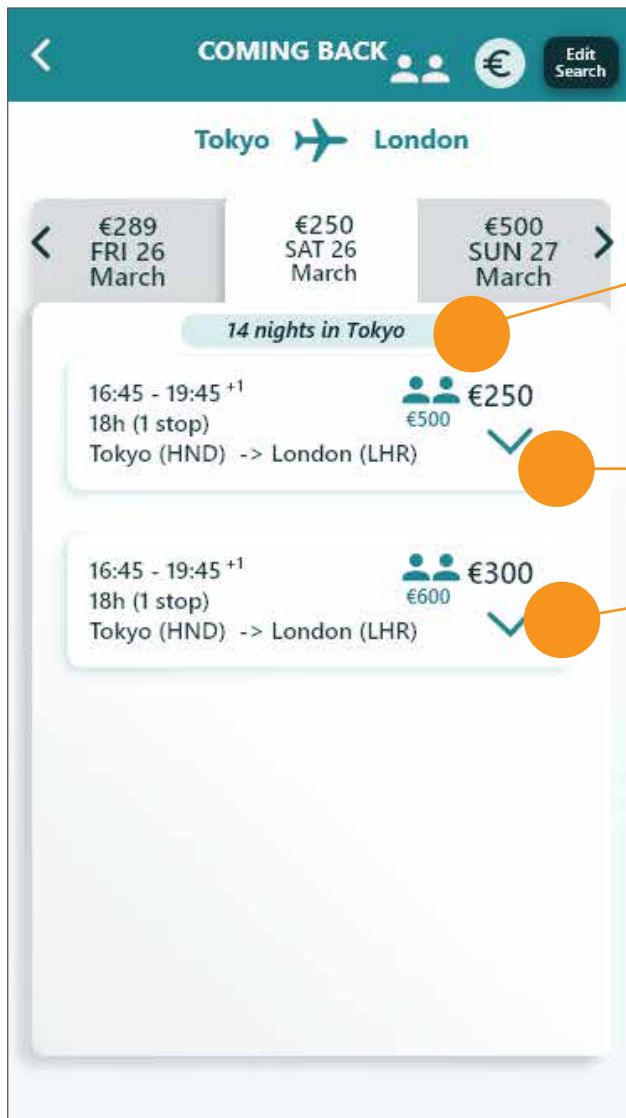 COMING BACK
€
Edit
Search
Tokyo London
€289
FRI 26
March
€250
SAT 26
March
€500
SUN 27
March
14 nights in Tokyo
16:45 - 19:45 +1
€250
18h (1 stop)
€500
Tokyo (HND) -> London (LHR)
16:45 - 19:45 +1
€300
18h (1 stop)
€600
Tokyo (HND) -> London (LHR)